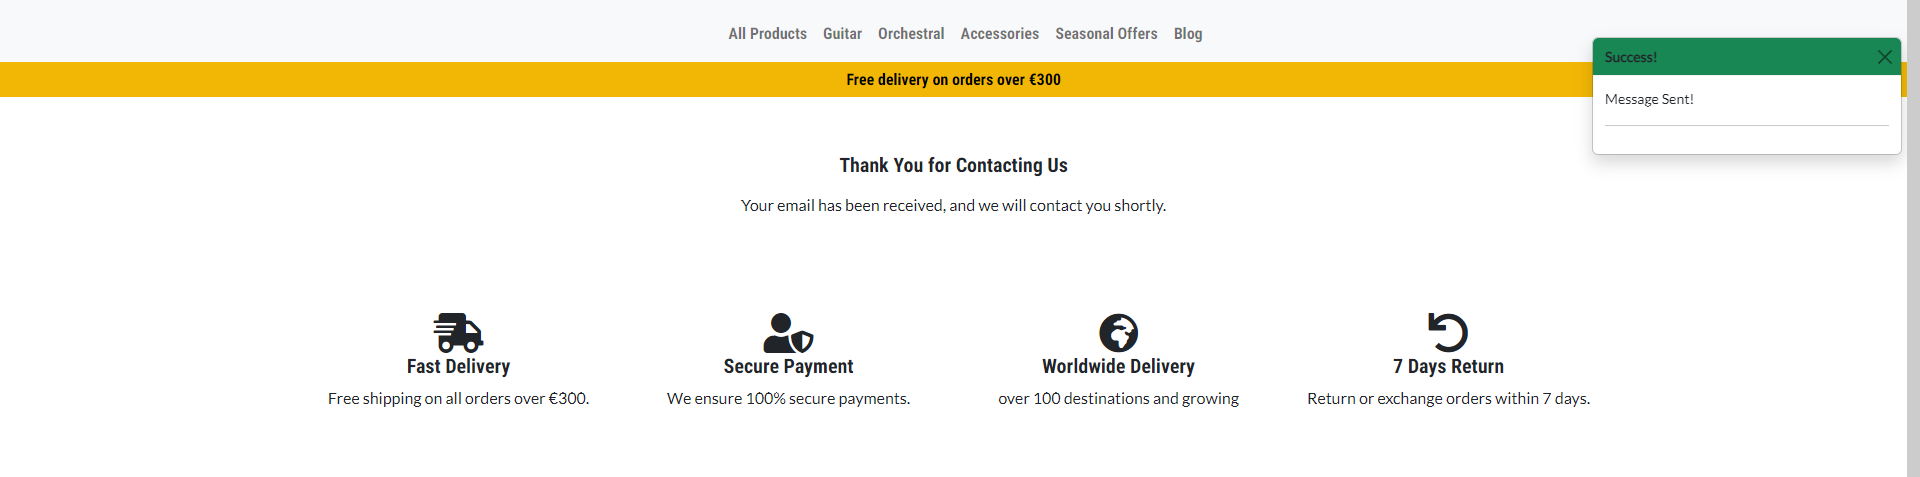 All Products Guitar Orchestral Accessories Seasonal Offers Blog
Success!
Free delivery on orders over €300
Message Sent!
Thank You for Contacting Us
Your email has been received, and we will contact you shortly.
Fast Delivery
Free shipping on all orders over €300.
Secure Payment
We ensure 100% secure payments.
Worldwide Delivery
over 100 destinations and growing
7 Days Return
Return or exchange orders within 7 days.